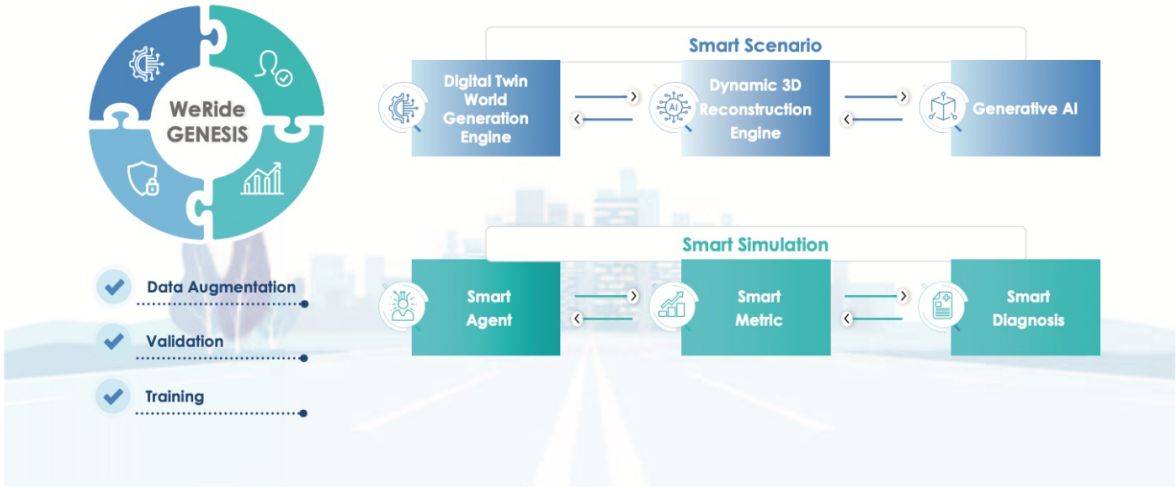 WeRide
GENESIS
Data Augmentation
Validation
Training
Smart Scenario
Digital Twin
World
Generation
Engine
Dynamic 3D
Reconstruction
Engine
AI
Generative AI
Smart Simulation
Smart
Agent
Smart
Metric
Smart
Diagnosis